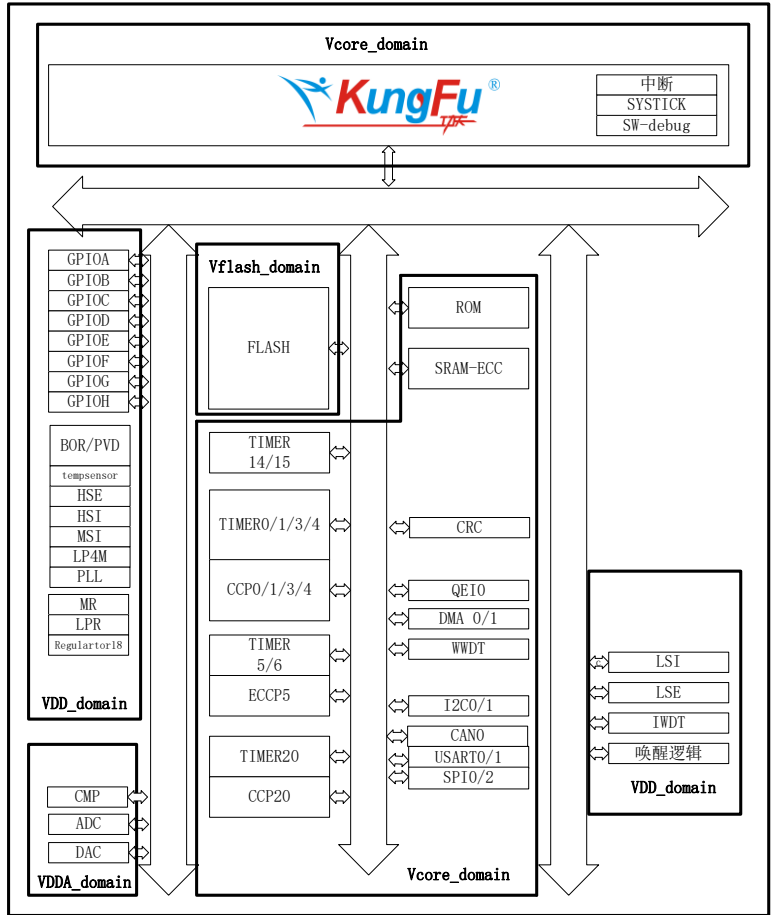 Vcore_domain
KungFu®
中断
SYSTICK
SW-debug
GPIOA
GPIOB
GPIOC
GPIOD
GPIOE
GPIOF
GPIOG
GPIOH
BOR/PVD
tempsensor
HSE
HSI
MSI
LP4M
PLL
MR
LPR
Regulartor18
VDD_domain
CMP
ADC
DAC
VDDA_domain
Vflash_domain
FLASH
TIMER
14/15
TIMER0/1/3/4
CCP0/1/3/4
TIMER
5/6
ECCP5
TIMER20
CCP20
ROM
SRAM-ECC
CRC
QEI0
DMA 0/1
WWDT
I2C0/1
CAN0
USART0/1
SPI0/2
Vcore_domain
C
LSI
LSE
IWDT
唤醒逻辑
VDD_domain